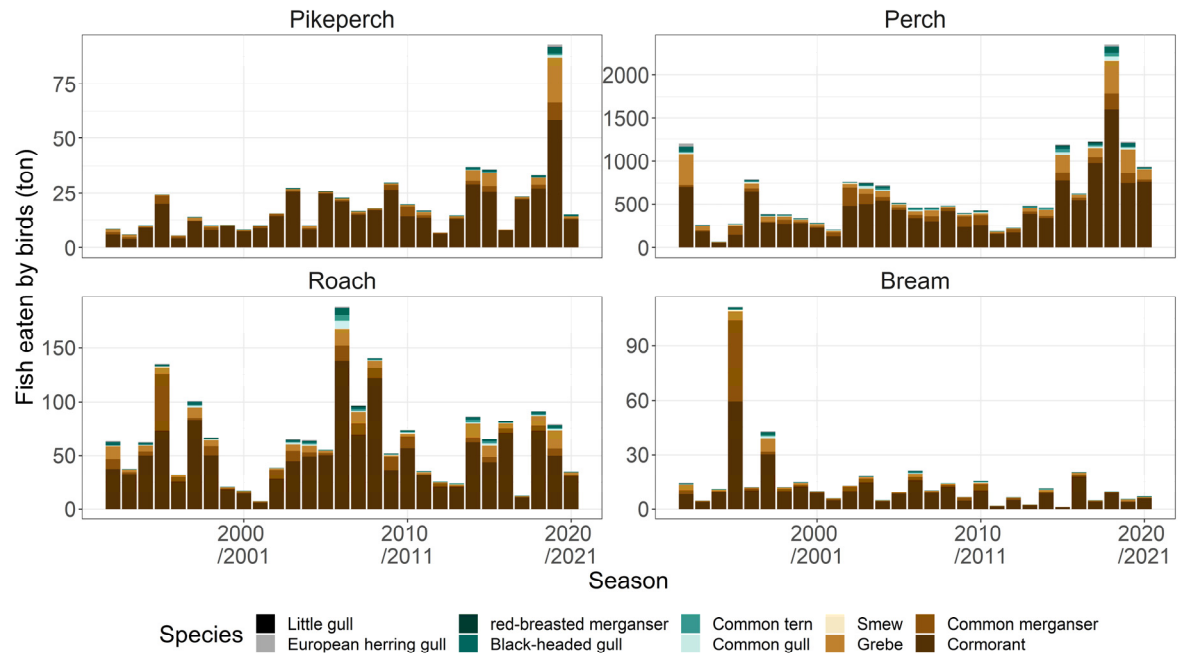 Pikeperch
Perch
75
50
25
0
2000
1500
1000
500
0
Fish eaten by birds (ton)
Roach
Bream
150
100
50
0
90
60
30
0
2000
/2001
2010
/2011
2020
/2021
2000
/2001
2010
/2011
2020
/2021
Season
Species
Little gull
red-breasted merganser
Common tern
Smew
Common merganser
European herring gull
Black-headed gull
Common gull
Grebe
Cormorant